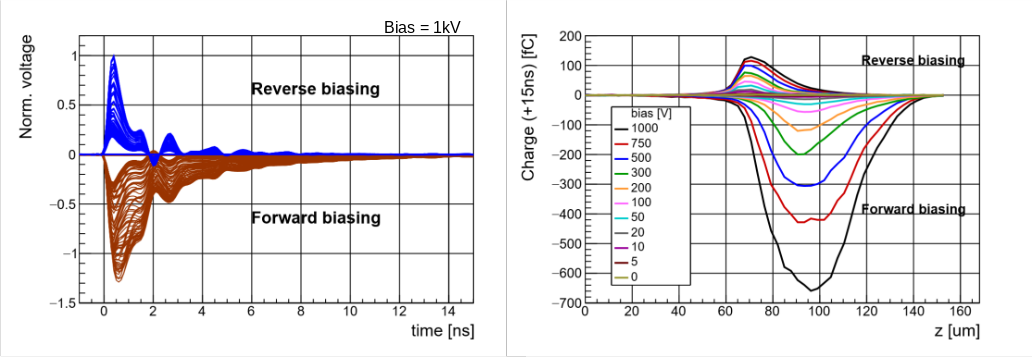 Bias = 1kV
Norm. voltage
1
0.5
0
−0.5
−1
−1.5
Reverse biasing
Forward biasing
0 2 4 6 8 10 12 14
time [ns]
Charge (+15ns) [fC]
200
100
0
−100
−200
−300
−400
−500
−600
−700
Reverse biasing
bias [V]
1000
750
500
300
200
100
50
20
10
5
0
Forward biasing
0 20 40 60 80 100 120 140 160
z [um]